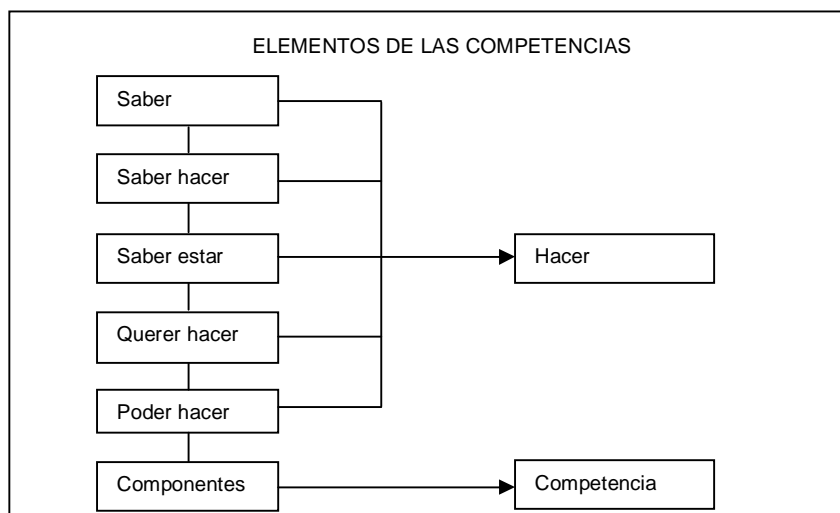 ELEMENTOS DE LAS COMPETENCIAS
Saber
Saber hacer
Saber estar
Hacer
Querer hacer
Poder hacer
Componentes
Competencia